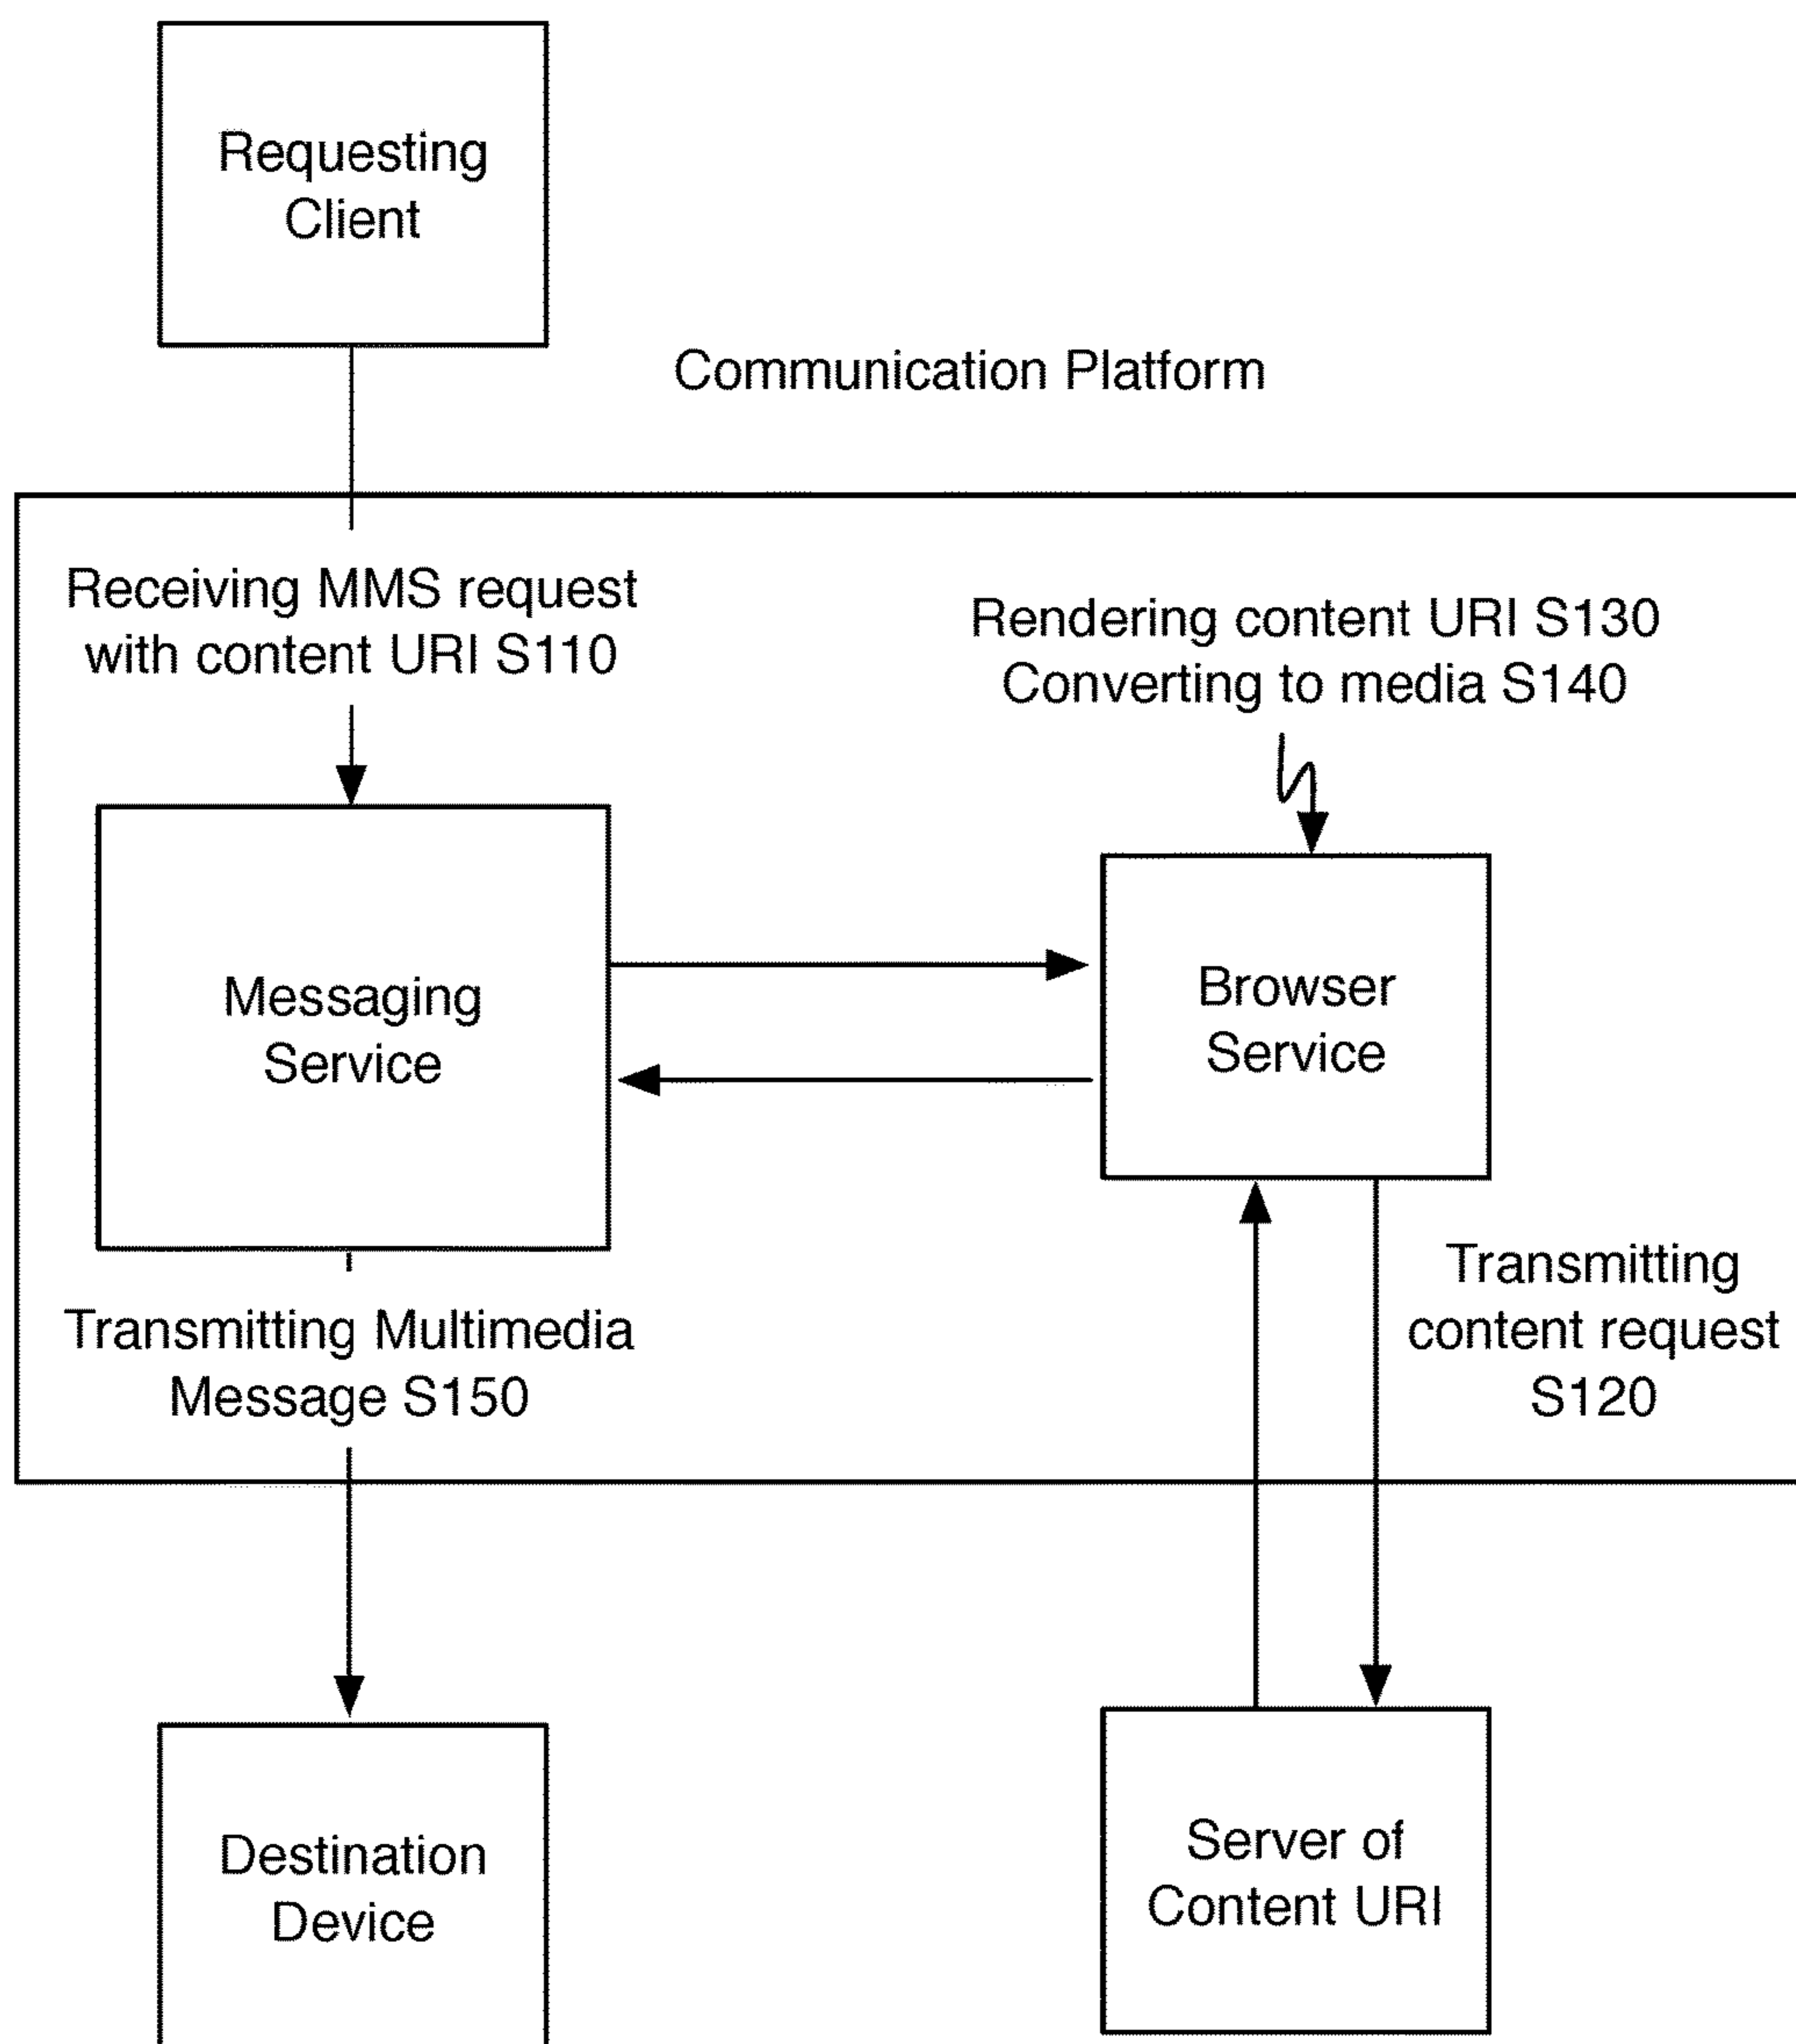 Requesting
Client
Communication Platform
Receiving MMS request
with content URI S110
Rendering content URI S130
Converting to media S140
Messaging
Service
Browser
Service
Transmitting Multimedia
Message S150
Transmitting
content request
S120
Destination
Device
Server of
Content URI